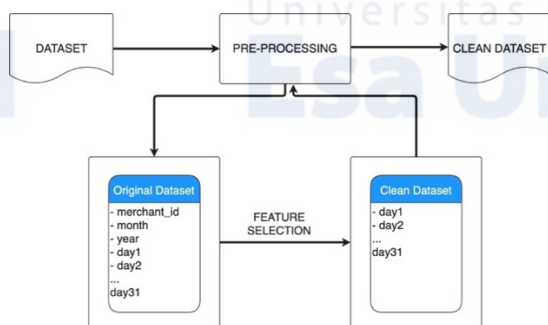 Universitas
Esa Un
DATASET
PRE-PROCESSING
CLEAN DATASET
Original Dataset
- merchant_id
- month
- year
- day1
- day2
...
day31
FEATURE
SELECTION
Clean Dataset
- day1
- day2
...
day31